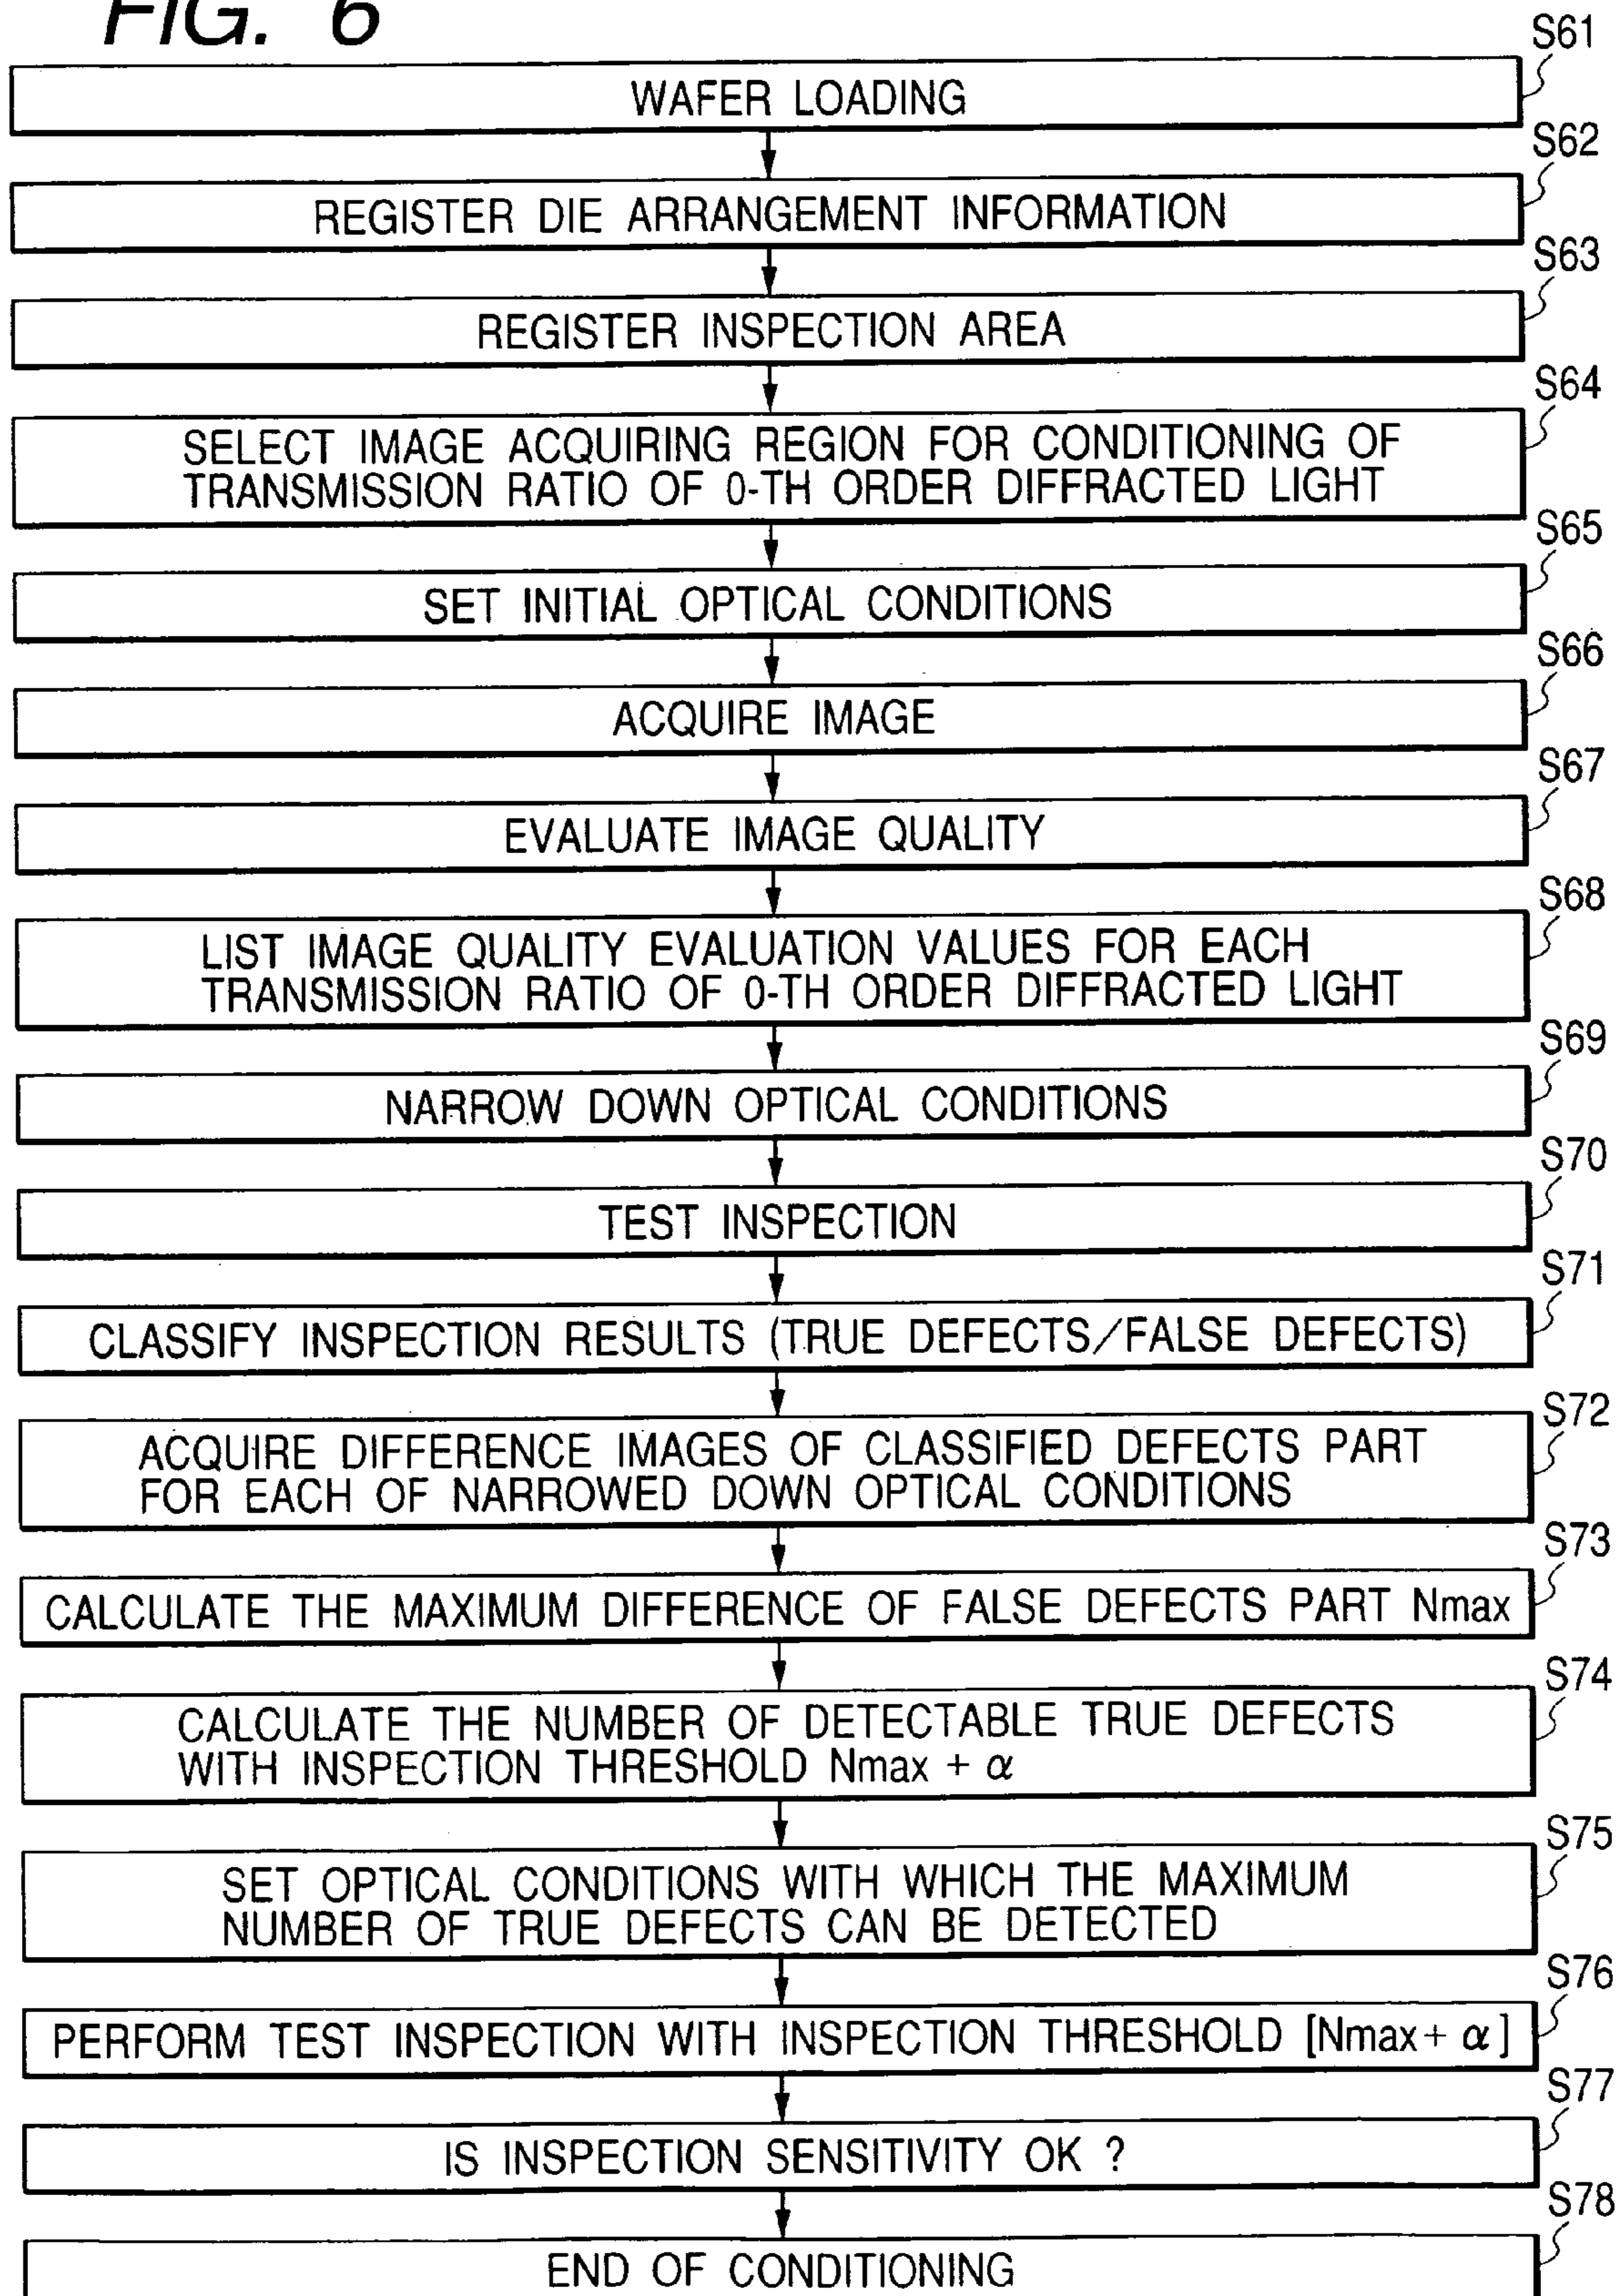 FIG. 6
S61
WAFER LOADING
S62
REGISTER DIE ARRANGEMENT INFORMATION
S63
REGISTER INSPECTION AREA
S64
SELECT IMAGE ACQUIRING REGION FOR CONDITIONING OF
TRANSMISSION RATIO OF 0-TH ORDER DIFFRACTED LIGHT
S65
SET INITIAL OPTICAL CONDITIONS
S66
ACQUIRE IMAGE
S67
EVALUATE IMAGE QUALITY
S68
LIST IMAGE QUALITY EVALUATION VALUES FOR EACH
TRANSMISSION RATIO OF 0-TH ORDER DIFFRACTED LIGHT
S69
NARROW DOWN OPTICAL CONDITIONS
S70
TEST INSPECTION
S71
CLASSIFY INSPECTION RESULTS (TRUE DEFECTS/FALSE DEFECTS)
S72
ACQUIRE DIFFERENCE IMAGES OF CLASSIFIED DEFECTS PART
FOR EACH OF NARROWED DOWN OPTICAL CONDITIONS
S73
CALCULATE THE MAXIMUM DIFFERENCE OF FALSE DEFECTS PART Nmax
S74
CALCULATE THE NUMBER OF DETECTABLE TRUE DEFECTS
WITH INSPECTION THRESHOLD Nmax + α
S75
SET OPTICAL CONDITIONS WITH WHICH THE MAXIMUM
NUMBER OF TRUE DEFECTS CAN BE DETECTED
S76
PERFORM TEST INSPECTION WITH INSPECTION THRESHOLD [Nmax+ α]
S77
IS INSPECTION SENSITIVITY OK ?
S78
END OF CONDITIONING